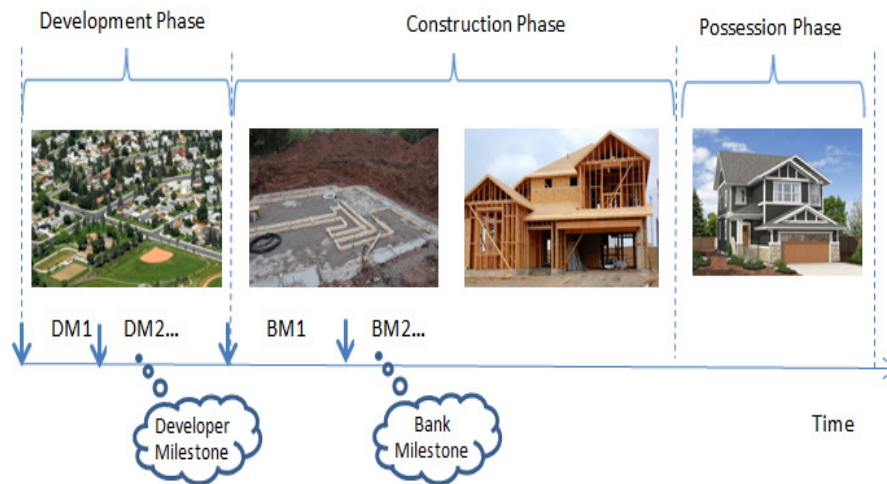 Development Phase
Construction Phase
Possession Phase
DM1
DM2...
BM1
BM2...
Developer
Milestone
Bank
Milestone
Time